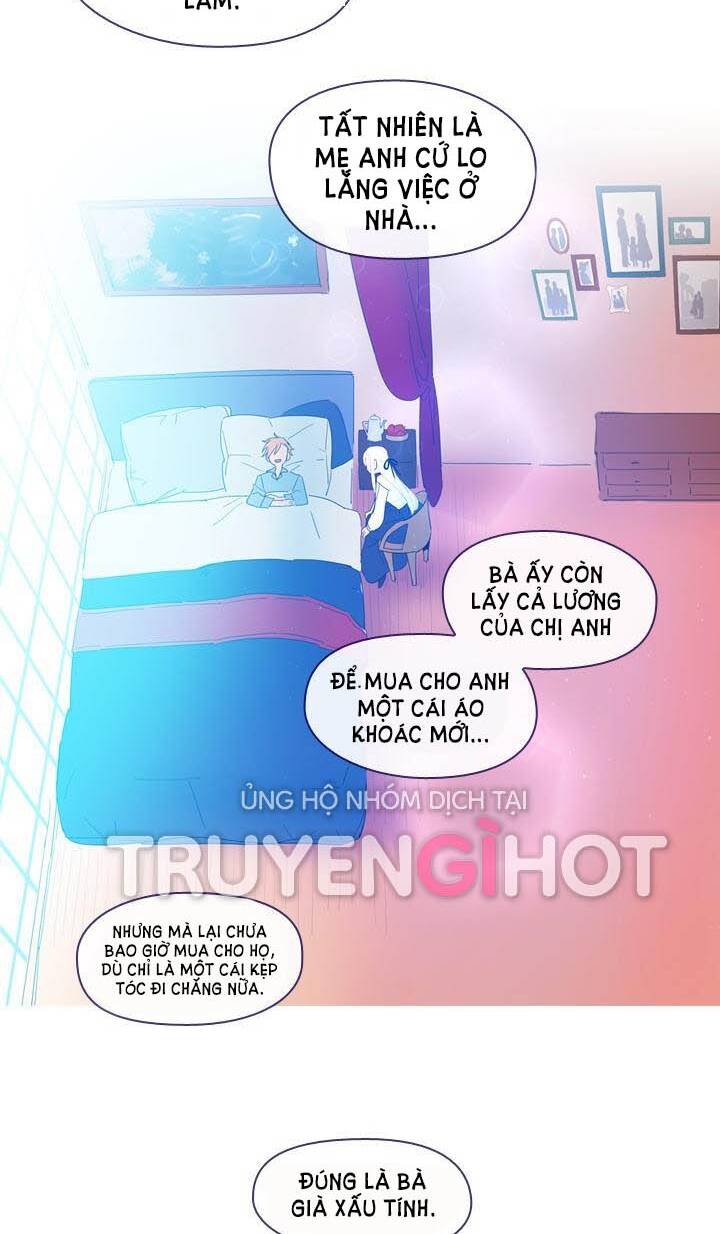 LẮM.
TẤT NHIÊN LÀ
MẸ ANH CỨ LO
LẮNG VIỆC Ở
NHÀ...
BÀ ẤY CÒN
LẤY CẢ LƯƠNG
CỦA CHỊ ANH
ĐỂ MUA CHO ANH
MỘT CÁI ÁO
KHOÁC MỚI...
ỦNG HỘ NHÓM DỊCH TẠI
TRUYENGÌHOT
NHƯNG MÀ LẠI CHƯA
BAO GIỜ MUA CHO HỌ,
DÙ CHỈ LÀ MỘT CÁI KẸP
TÓC ĐI CHĂNG NỮA.
ĐÚNG LÀ BÀ
GIÀ XẤU TÍNH.